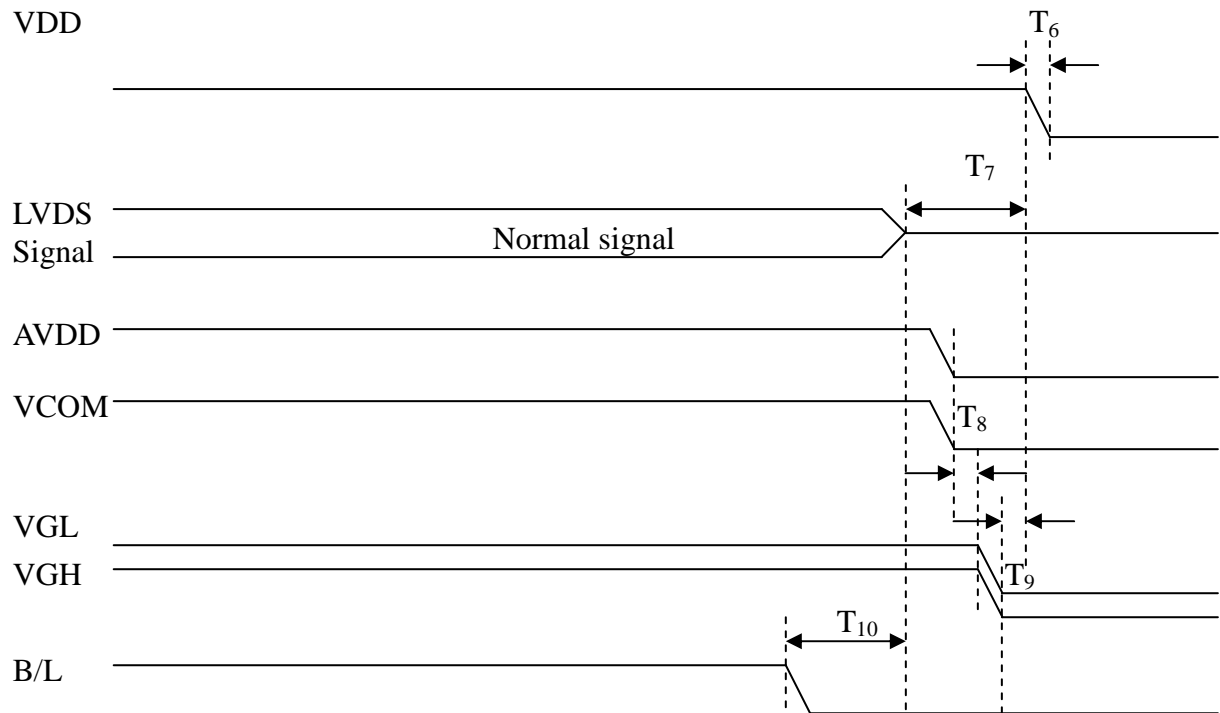 VDD
T₆
T₇
LVDS
Signal
Normal signal
AVDD
VCOM
T₈
VGL
VGH
T₉
T₁₀
B/L